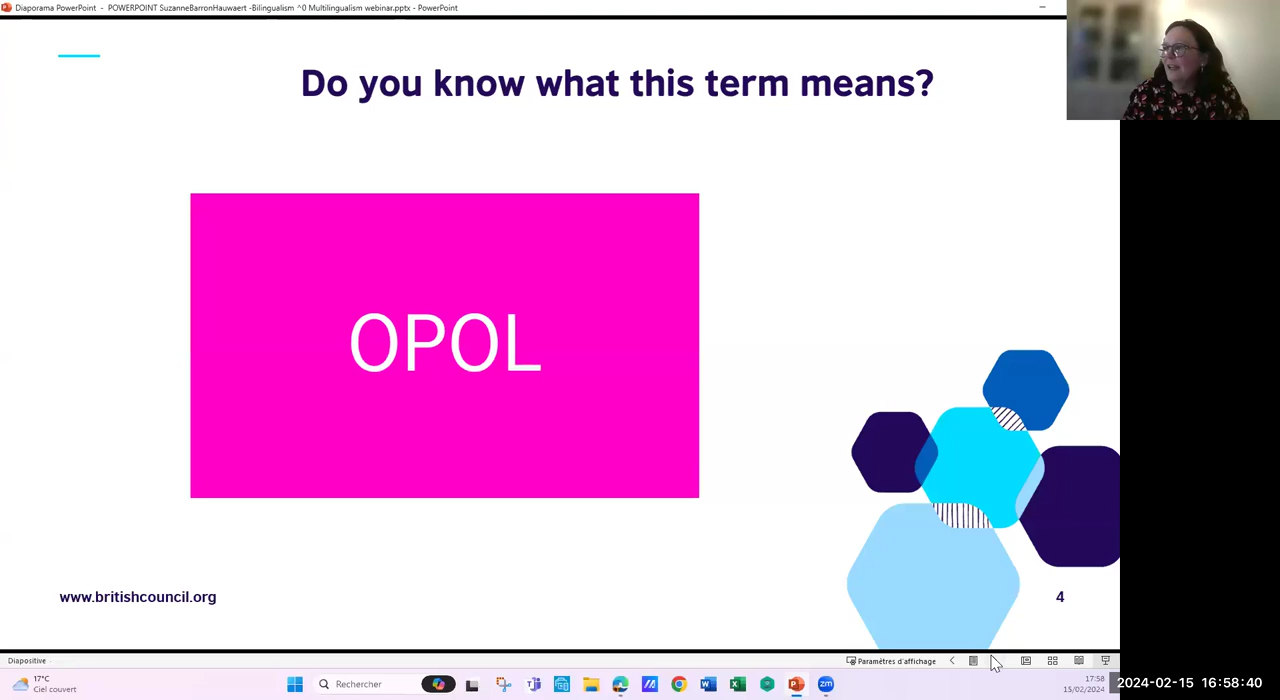 Diaporama PowerPoint - POWERPOINT SuzanneBarronHauwaert -Bilingualism ^0 Multilingualism webinar.pptx - PowerPoint
Do you know what this term means?
OPOL
www.britishcouncil.org
4
Diapositive
Paramètres d'affichage
17°C
Ciel couvert
Rechercher
17:58
15/02/2024
2024-02-15 16:58:40